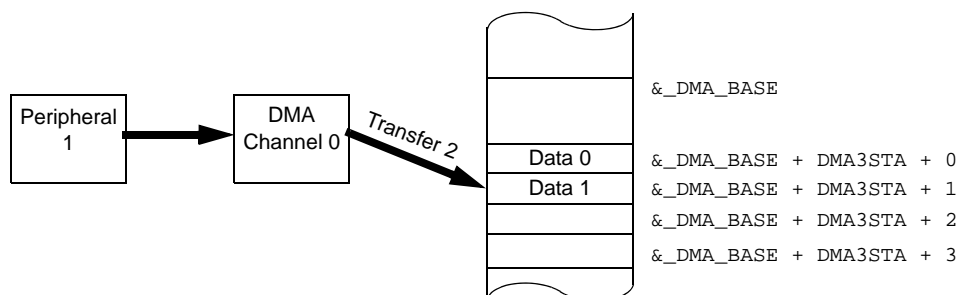 &_DMA_BASE
Peripheral 1
DMA Channel 0
Transfer 2
Data 0
&_DMA_BASE + DMA3STA + 0
Data 1
&_DMA_BASE + DMA3STA + 1
&_DMA_BASE + DMA3STA + 2
&_DMA_BASE + DMA3STA + 3